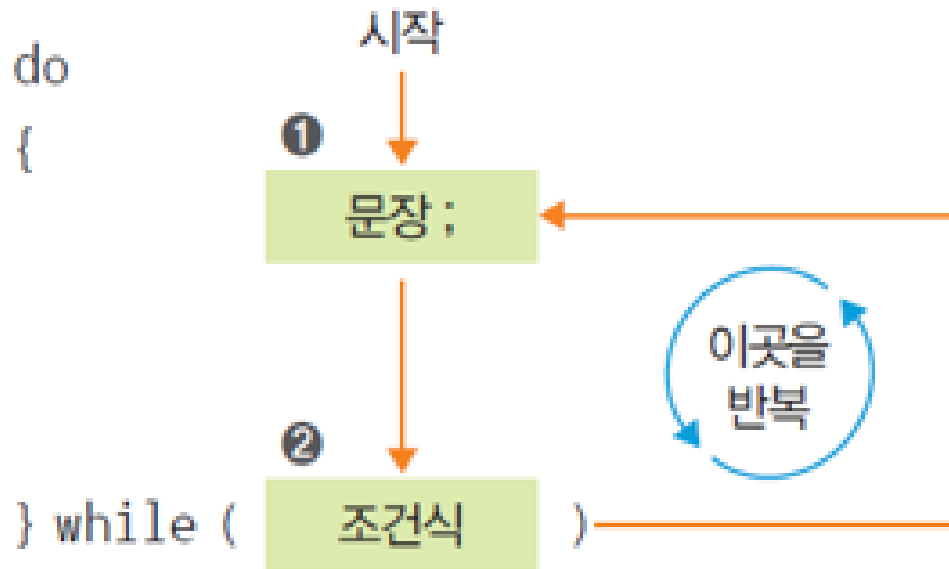 시작
do
{
❶
문장 ;
이곳을
반복
❷
} while ( 조건식 )